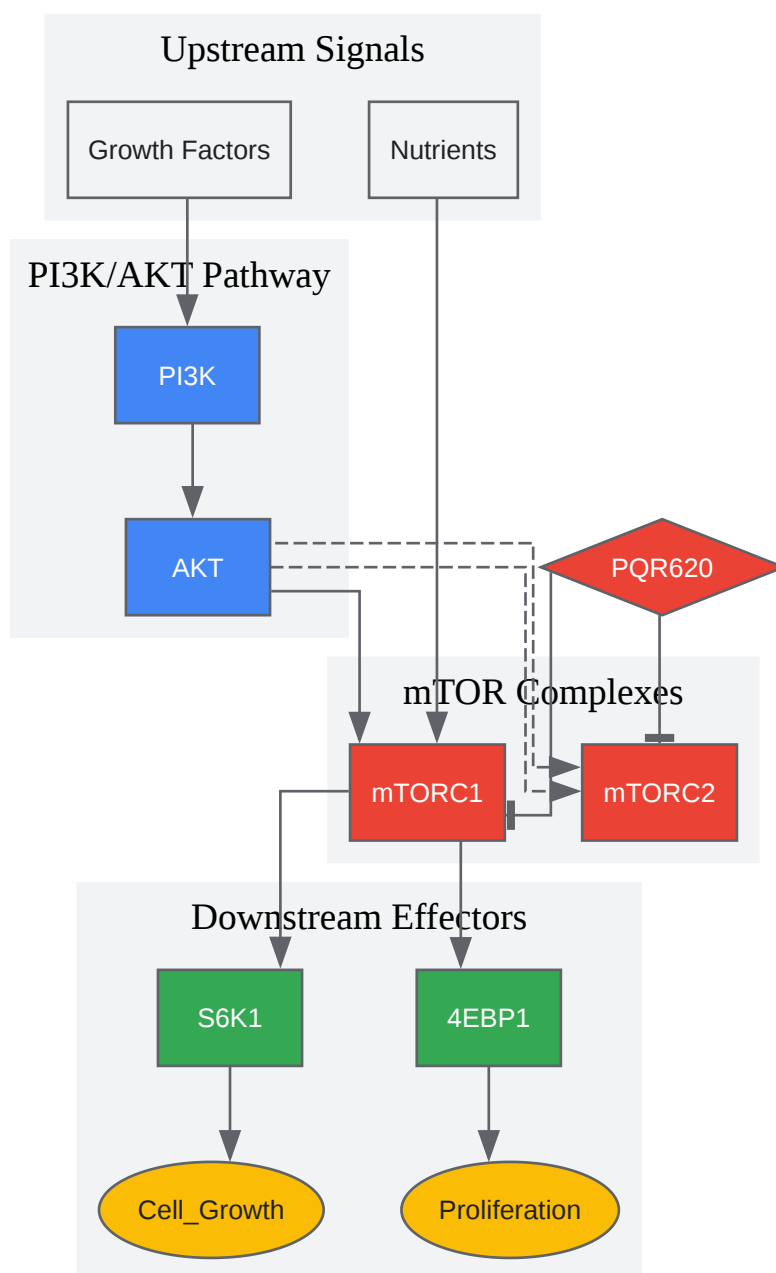 Upstream Signals
Growth Factors
Nutrients
PI3K/AKT Pathway
PI3K
AKT
PQR620
mTOR Complexes
mTORC1
mTORC2
Downstream Effectors
S6K1
4EBP1
Cell_Growth
Proliferation